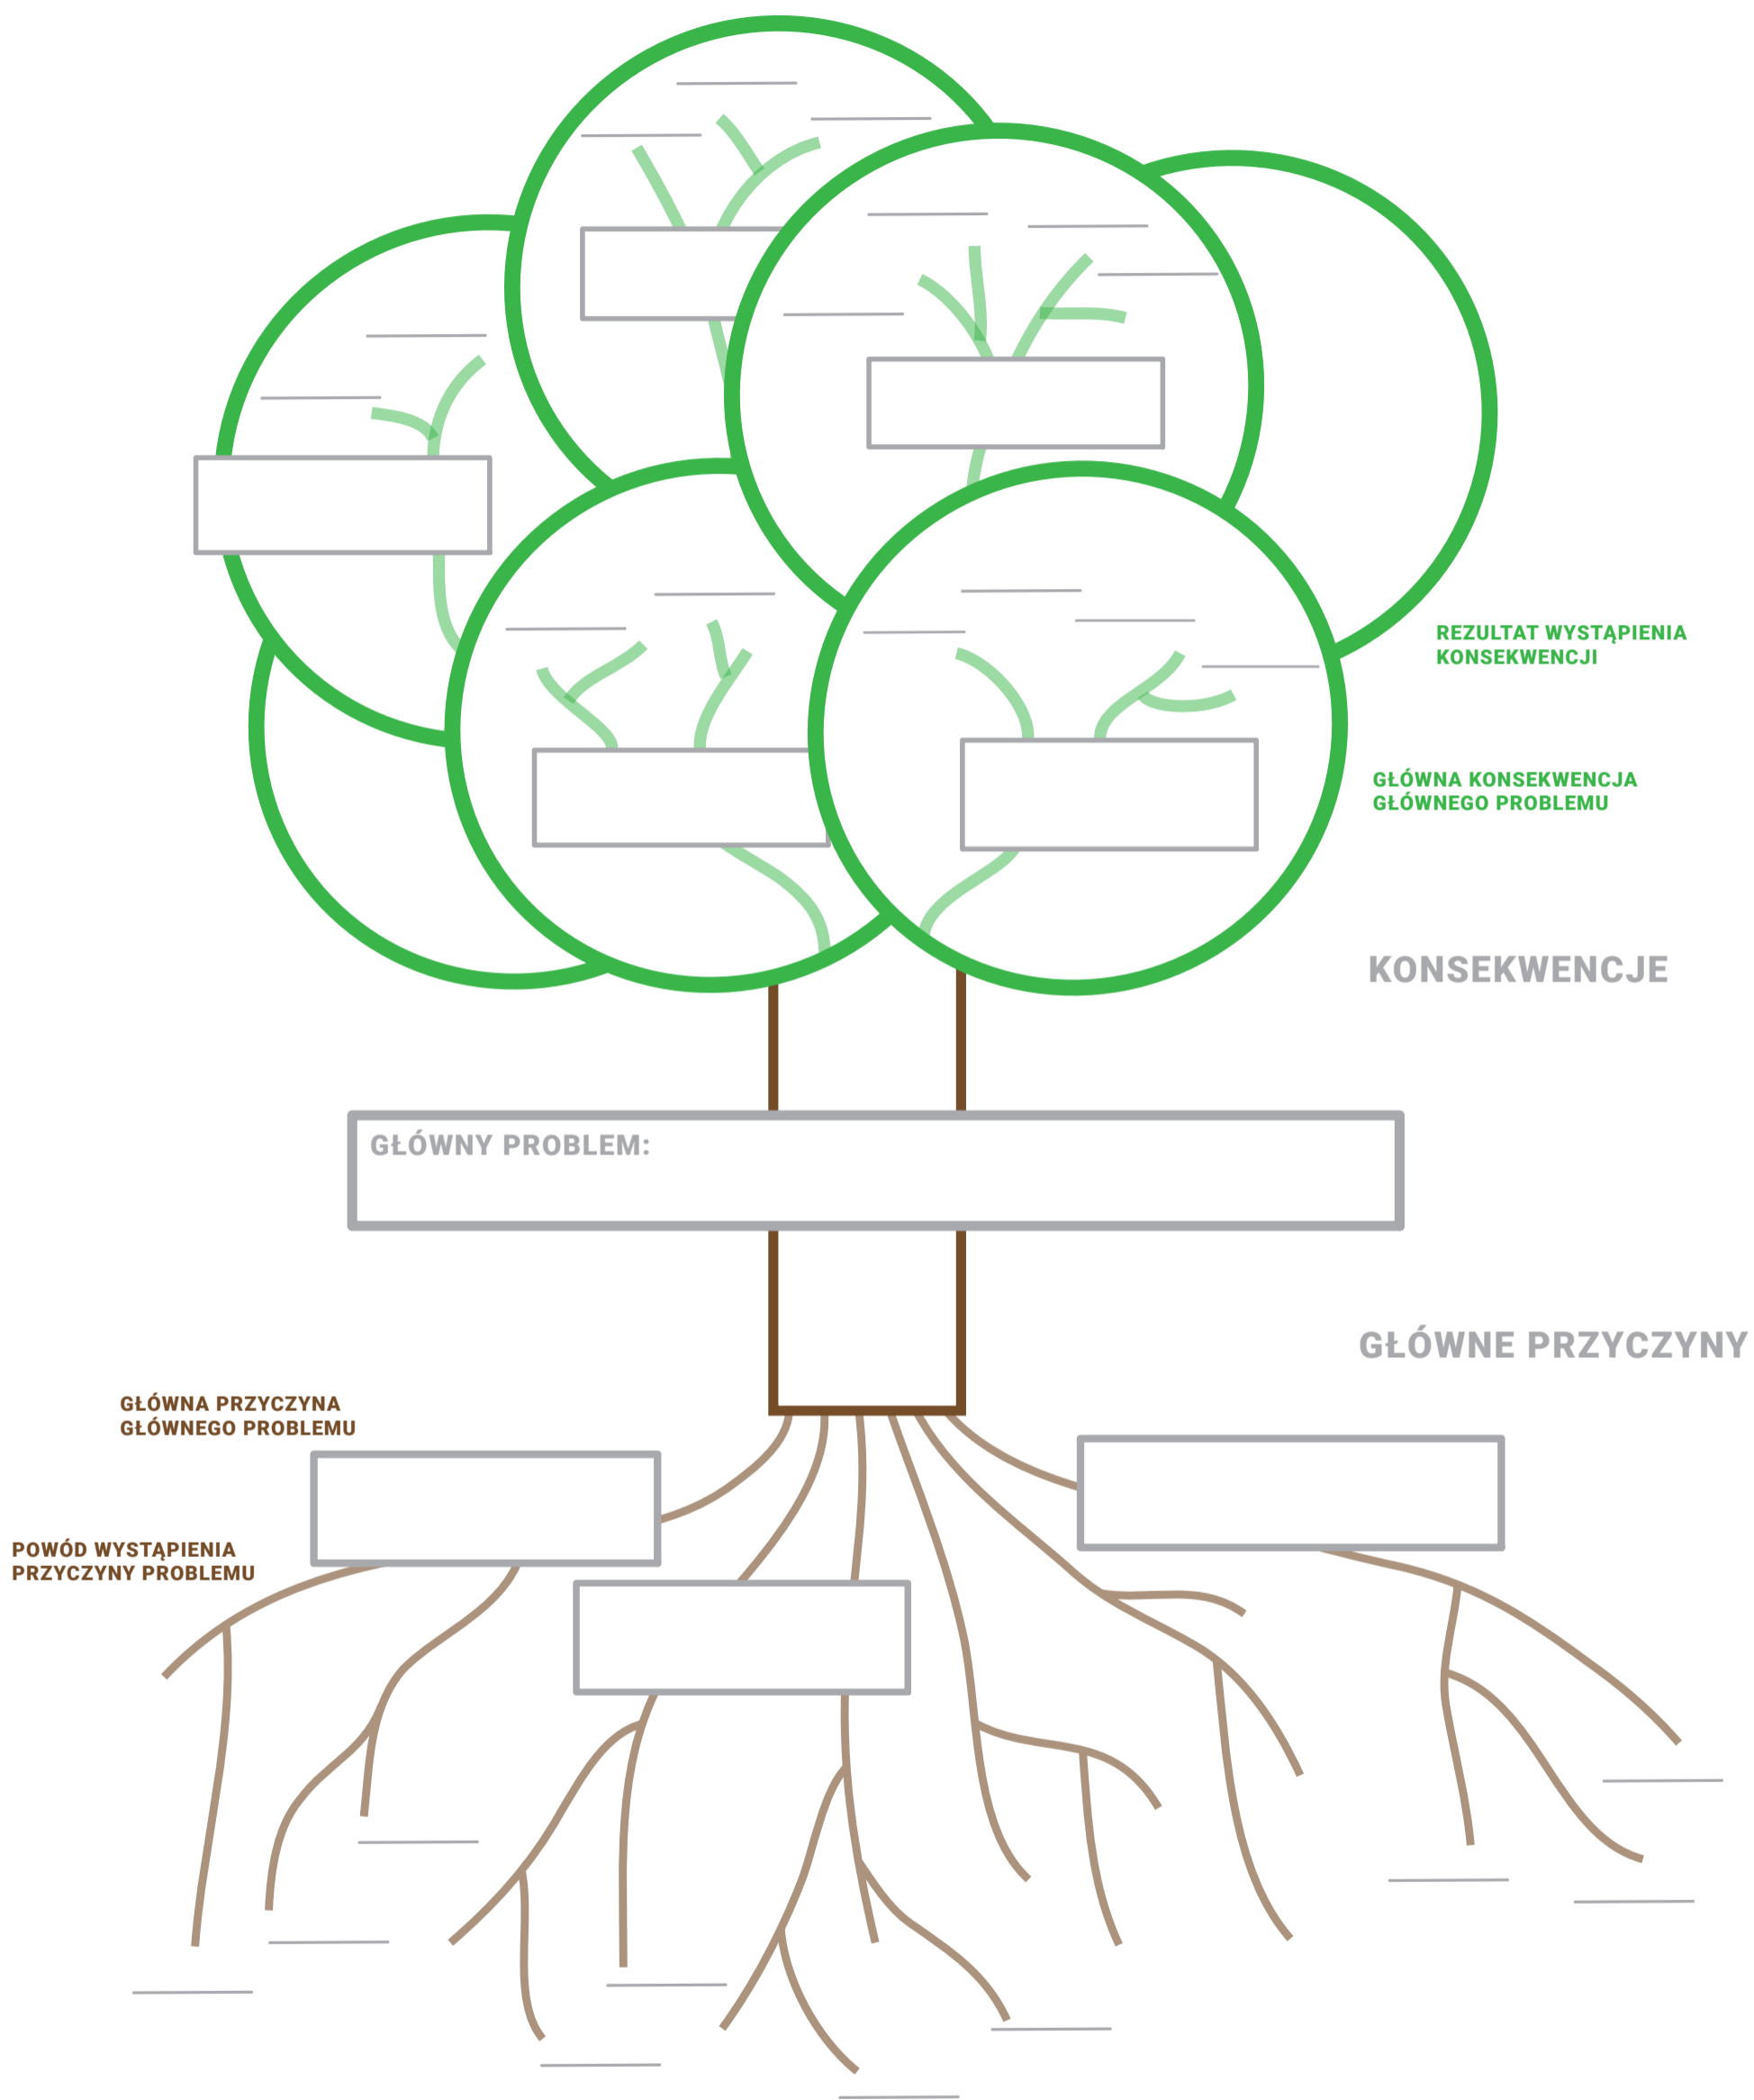 REZULTAT WYSTĄPIENIA
KONSEKWENCJI
GŁÓWNA KONSEKWENCJA
GŁÓWNEGO PROBLEMU
KONSEKWENCJE
GŁÓWNY PROBLEM:
GŁÓWNE PRZYCZYNY
GŁÓWNA PRZYCZYNA
GŁÓWNEGO PROBLEMU
POWÓD WYSTĄPIENIA
PRZYCZYNY PROBLEMU